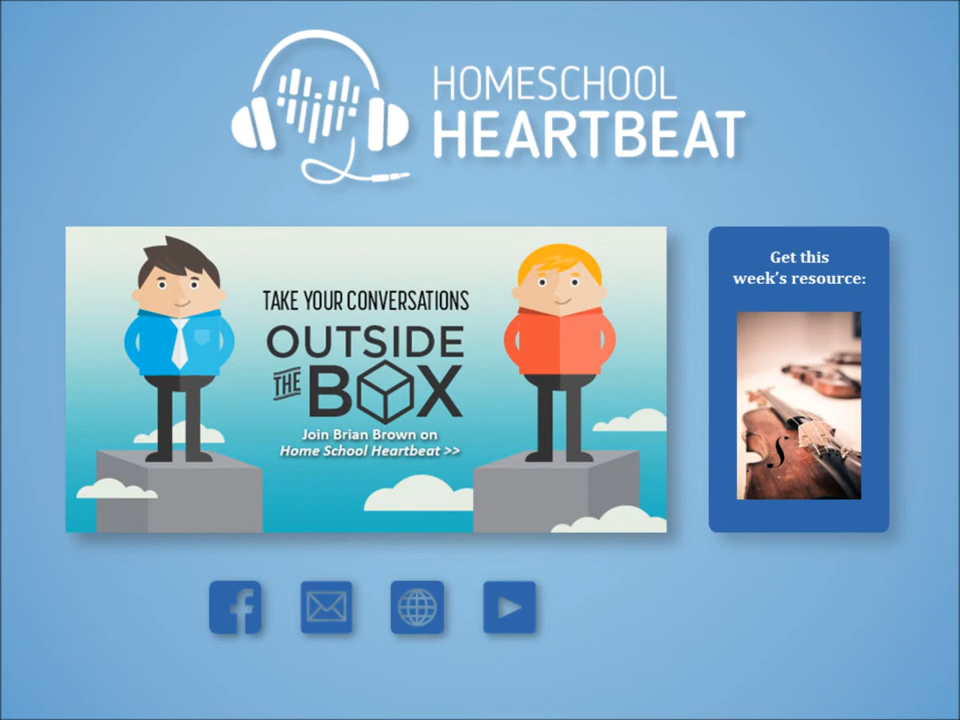 HOMESCHOOL
HEARTBEAT
TAKE YOUR CONVERSATIONS
OUTSIDE
THE BOX
Join Brian Brown on
Home School Heartbeat >>
Get this
week's resource: